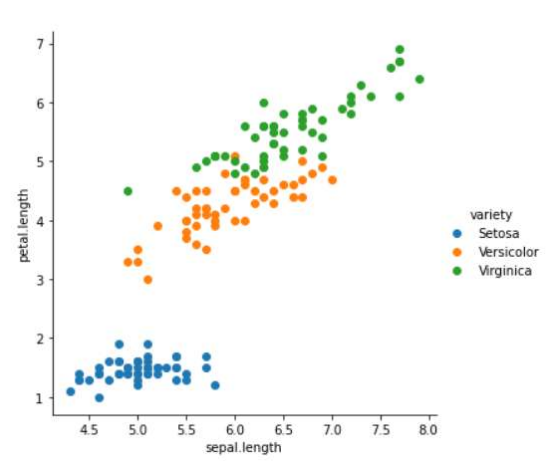 7
6
5
4
3
2
1
petal.length
4.5 5.0 5.5 6.0 6.5 7.0 7.5 8.0
sepal.length
variety
Setosa
Versicolor
Virginica